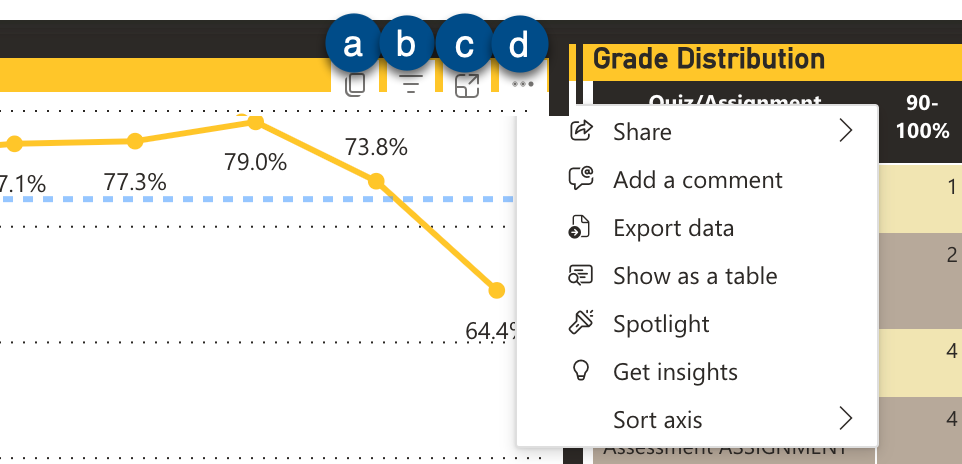 a b c d
Grade Distribution
Quiz/Assignment
90-
100%
7.1%
77.3%
79.0%
73.8%
64.4%
Share
Add a comment
Export data
Show as a table
Spotlight
Get insights
Sort axis
1
2
4
4
Assessment ASSIGNMENT